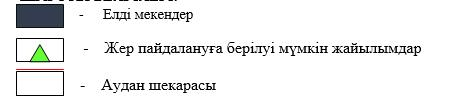 - Елді мекендер
- Жер пайдалануға берілуі мүмкін жайылымдар
- Аудан шекарасы